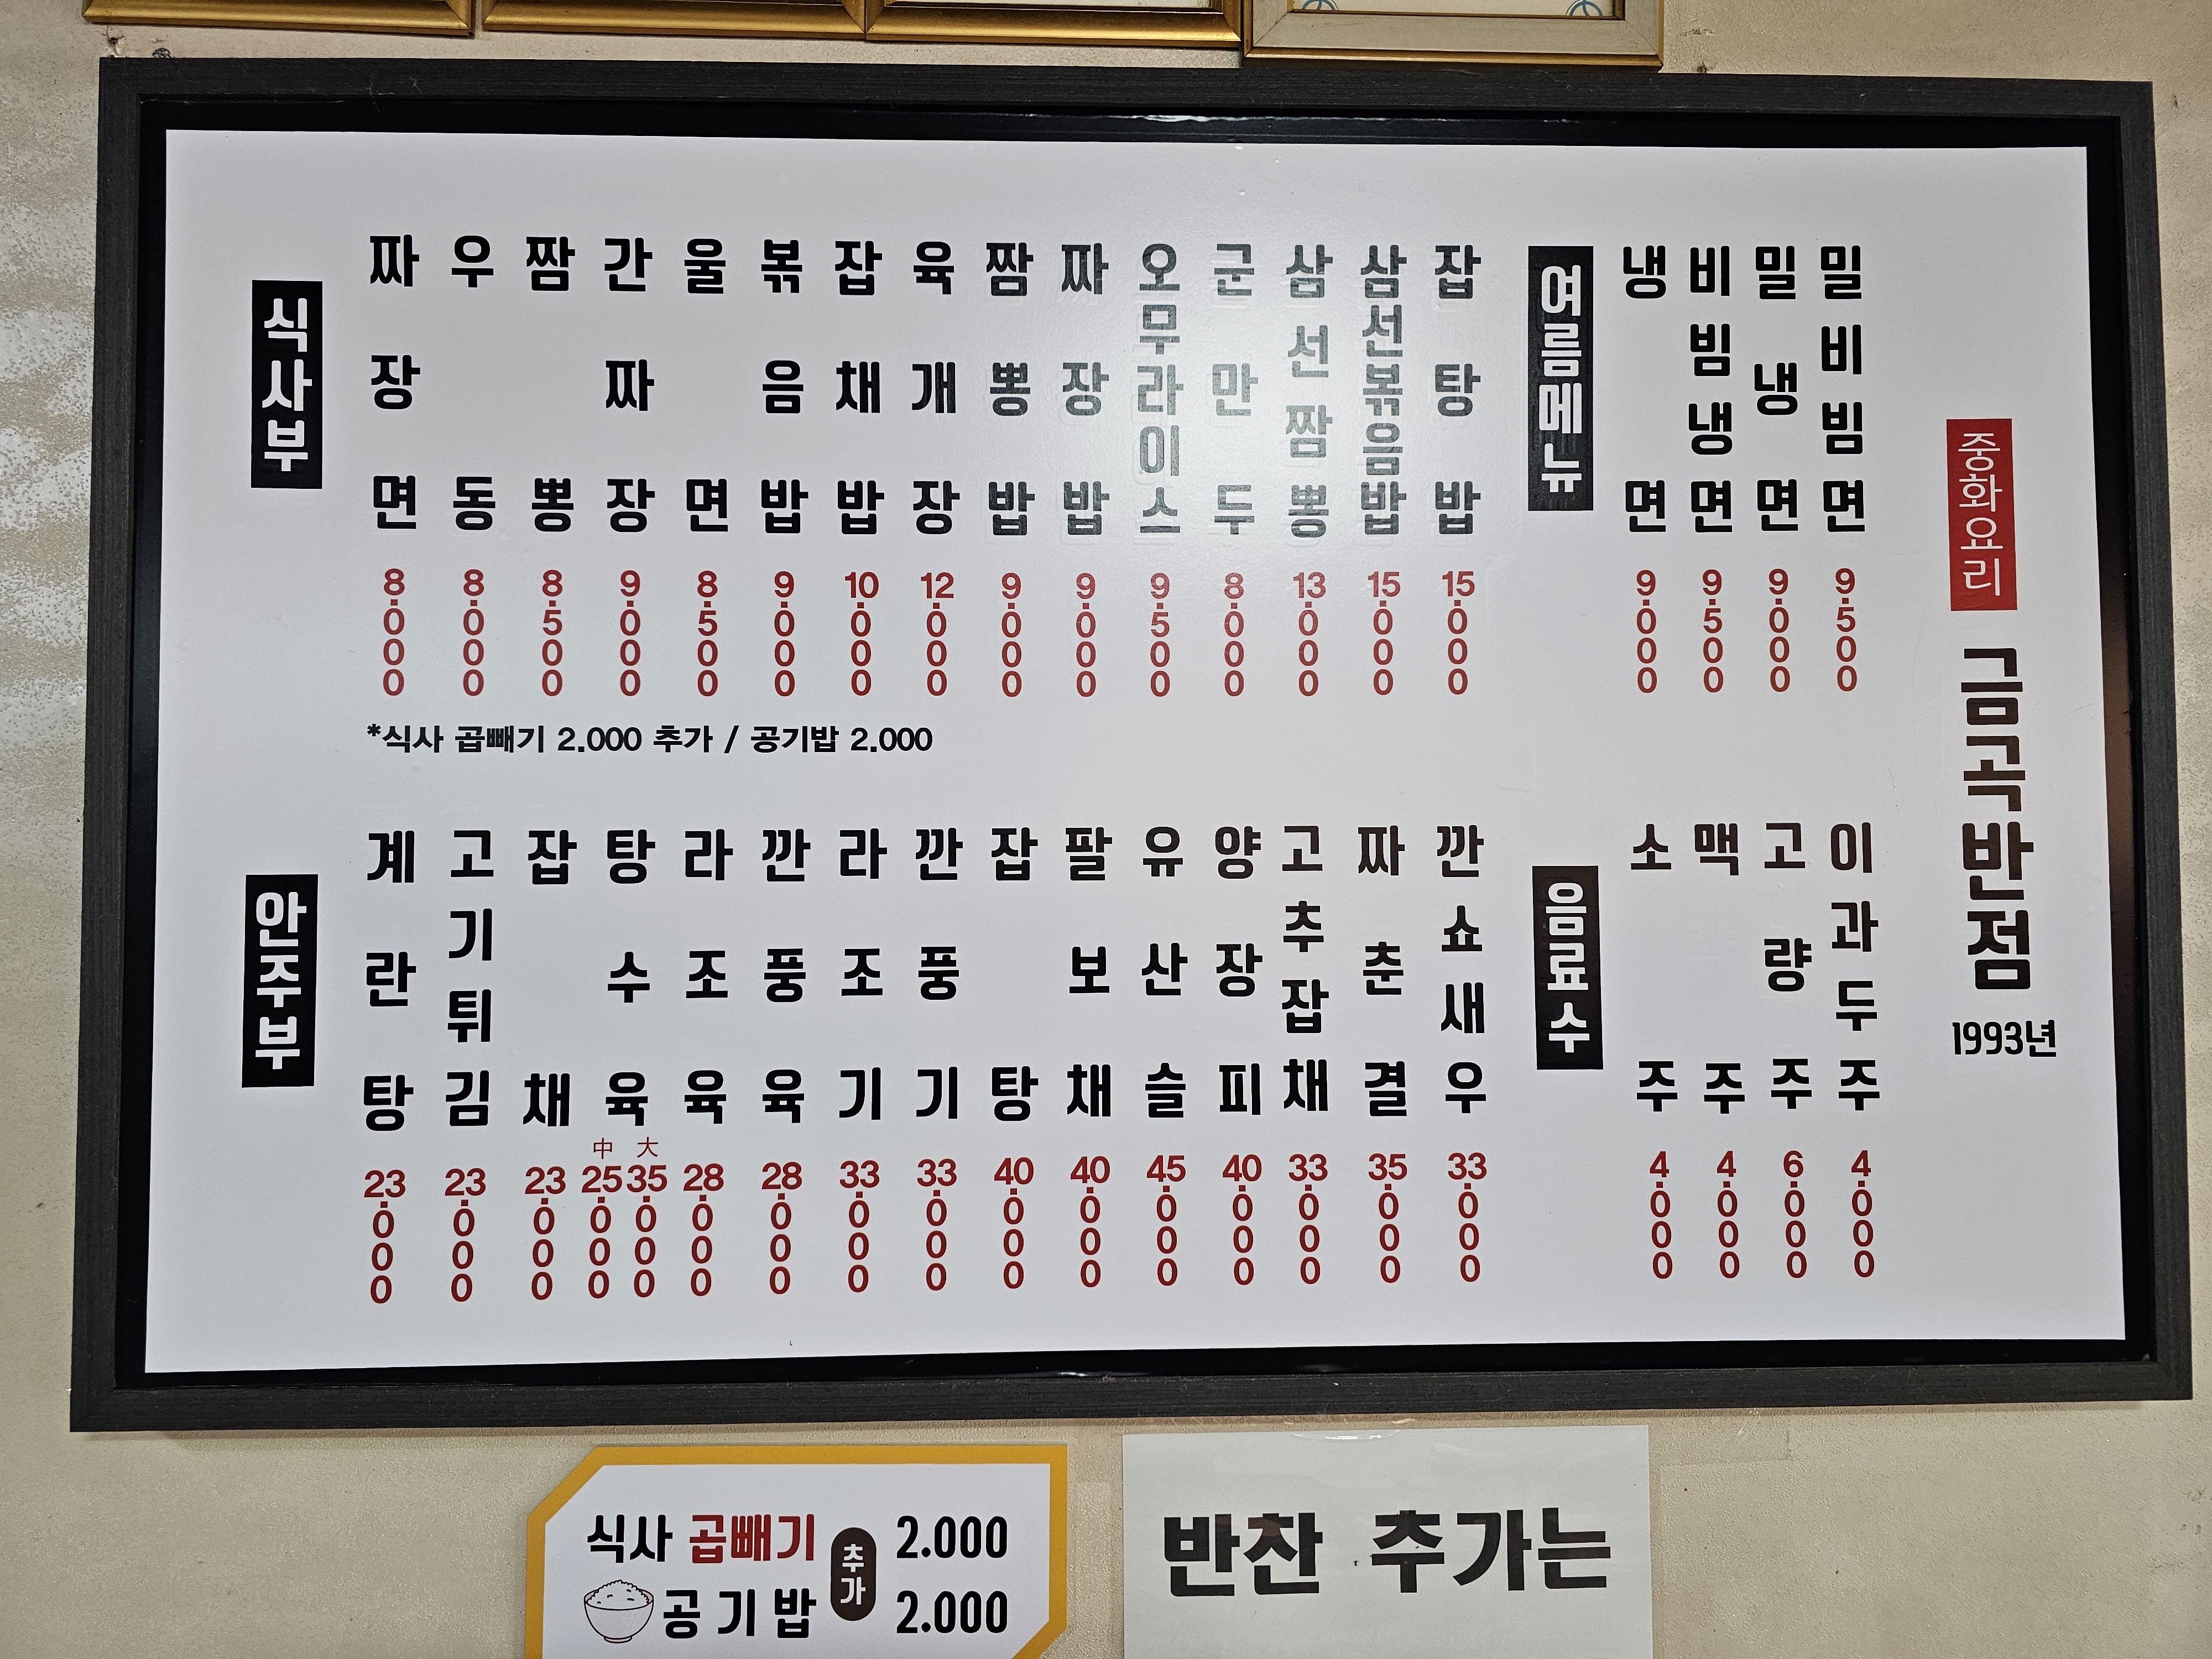 식사부
짜장면 8.000
우동 8.000
짬뽕 8.500
간짜장 9.000
울면 8.500
볶음밥 9.000
잡채밥 10.000
육개장 12.000
짬뽕밥 9.000
짜장밥 9.000
오무라이스 9.500
군만두 8.000
삼선짬뽕 13.000
삼선볶음밥 15.000
잡탕밥 15.000
*식사 곱빼기 2.000 추가 / 공기밥 2.000
여름메뉴
냉면 9.000
비빔냉면 9.500
밀냉면 9.000
밀비빔면 9.500
안주부
계란탕 23.000
고기튀김 23.000
잡채 23.000
탕수육 中 25.000 大 35.000
라조육 28.000
깐풍육 28.000
라조기 33.000
깐풍기 33.000
잡탕 40.000
팔보채 40.000
유산슬 45.000
양장피 40.000
고추잡채 33.000
짜춘결 35.000
깐쇼새우 33.000
음료수
소주 4.000
맥주 4.000
고량주 6.000
이과두주 4.000
중화요리
금곡반점
1993년
식사 곱빼기 추가 2.000
공기밥 2.000
반찬 추가는